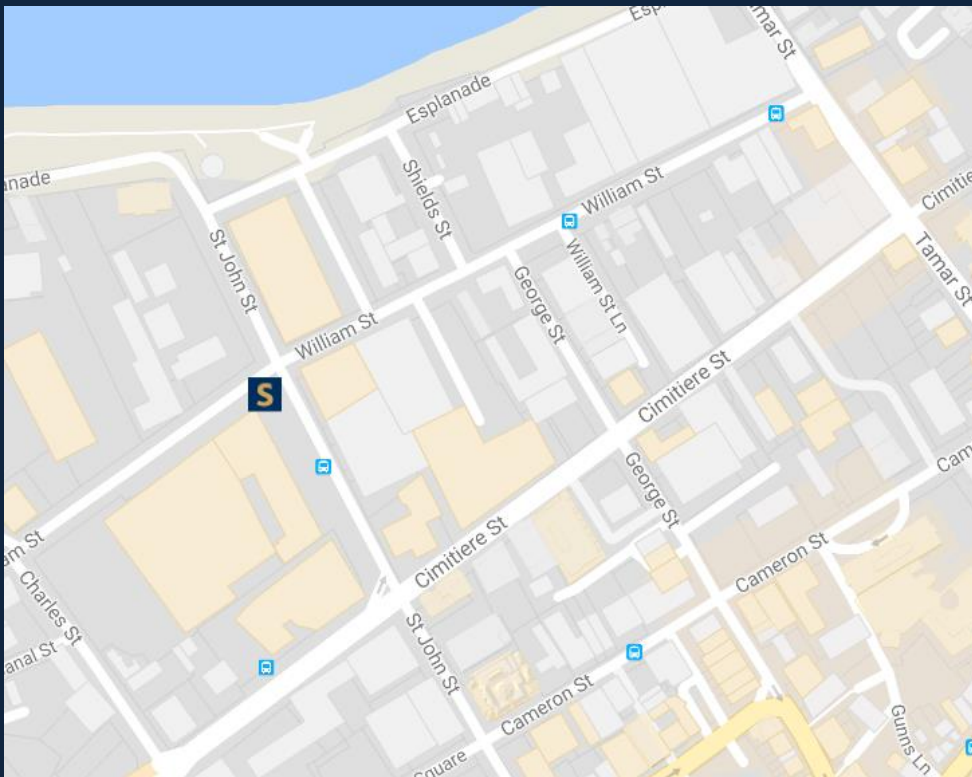 Esp
Tamar St
Esplanade
anade
Shields St
William St
Cimitie
St John St
George St
William St Ln
Tamar St
William St
S
Cimitiere St
George St
Cam
Cimitiere St
am St
Charles St
Cameron St
anal St
St John St
Cameron St
Gunns Ln
Square